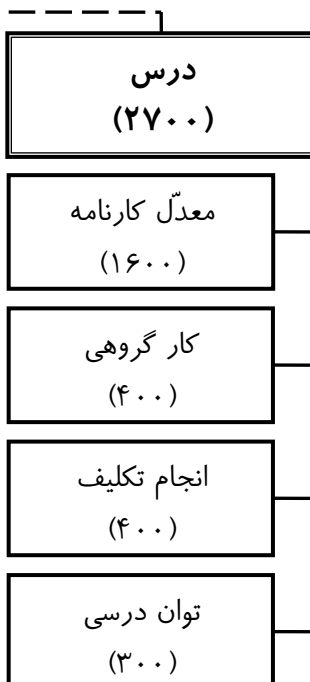 درس
(۲۷۰۰)
معدّل کارنامه
(۱۶۰۰)
کار گروهی
(۴۰۰)
انجام تکلیف
(۴۰۰)
توان درسی
(۳۰۰)